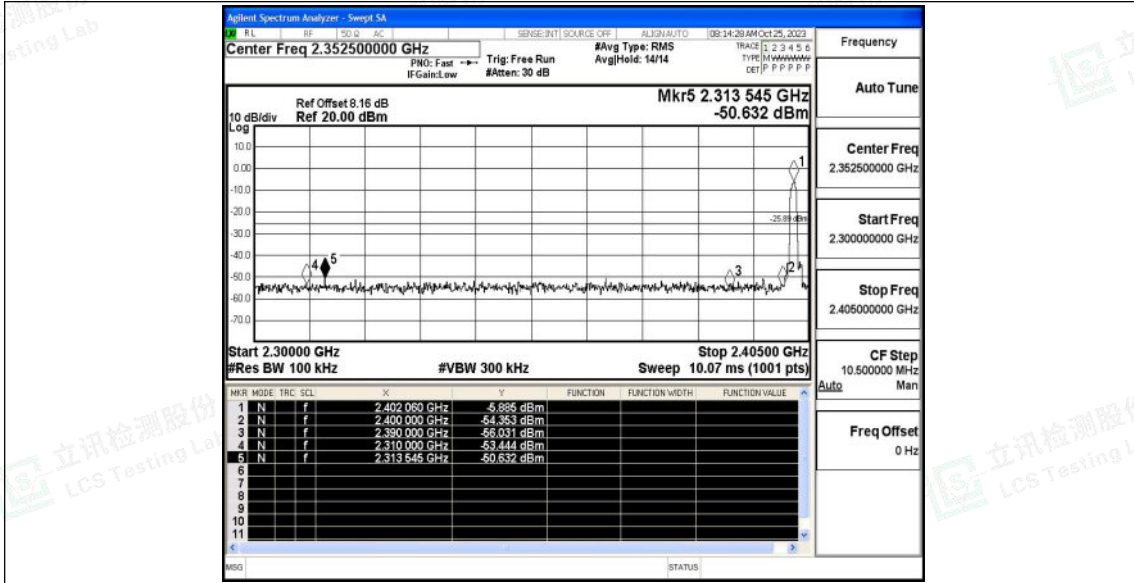 Agilent Spectrum Analyzer - Swept SA
RL RF 50 Ω AC SENSE:INT SOURCE OFF ALIGN AUTO 08:14:28 AM Oct 25, 2023
Center Freq 2.352500000 GHz
PNO: Fast
IFGain:Low
Trig: Free Run
#Atten: 30 dB
#Avg Type: RMS
Avg|Hold: 14/14
TRACE 1 2 3 4 5 6
TYPE M WWWWW
DET P P P P P P
Mkr5 2.313 545 GHz
-50.632 dBm
Ref Offset 8.16 dB
10 dB/div Ref 20.00 dBm
Log
10.0
0.00
-10.0
-20.0
-30.0
-40.0
-50.0
-60.0
-70.0
1
-25.89 dBm
4 5
3 2
Start 2.30000 GHz Stop 2.40500 GHz
#Res BW 100 kHz #VBW 300 kHz Sweep 10.07 ms (1001 pts)
MKR MODE TRC SCL X Y FUNCTION FUNCTION WIDTH FUNCTION VALUE
1 N f 2.402 060 GHz -5.885 dBm
2 N f 2.400 000 GHz -54.353 dBm
3 N f 2.390 000 GHz -56.031 dBm
4 N f 2.310 000 GHz -53.444 dBm
5 N f 2.313 545 GHz -50.632 dBm
6
7
8
9
10
11
MSG STATUS
Frequency
Auto Tune
Center Freq
2.352500000 GHz
Start Freq
2.300000000 GHz
Stop Freq
2.405000000 GHz
CF Step
10.500000 MHz
Auto Man
Freq Offset
0 Hz
立讯检测股份
LCS Testing Lab
立讯检测股份
LCS Testing Lab